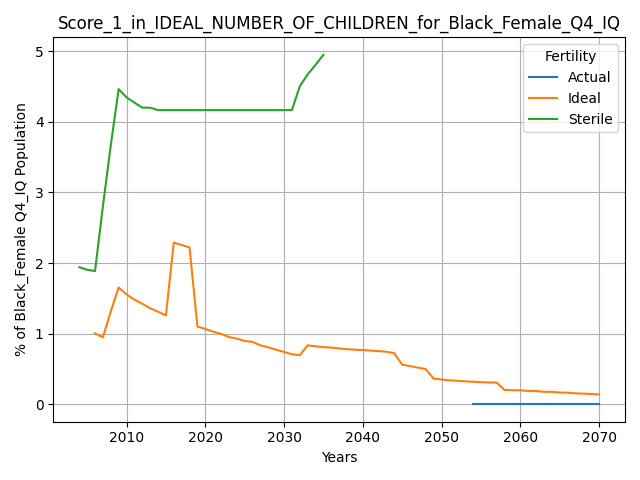 Score_1_in_IDEAL_NUMBER_OF_CHILDREN_for_Black_Female_Q4_IQ
% of Black_Female Q4_IQ Population
5
4
3
2
1
0
Fertility
Actual
Ideal
Sterile
2010 2020 2030 2040 2050 2060 2070
Years